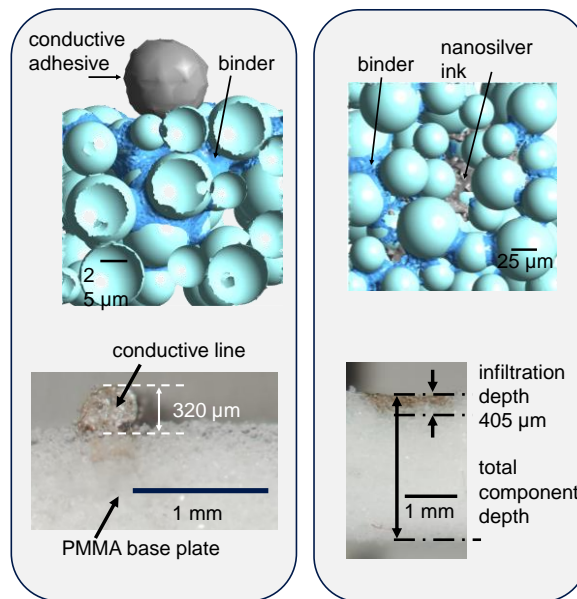 conductive
adhesive
binder
2
5 µm
conductive line
320 µm
1 mm
PMMA base plate
binder
nanosilver
ink
25 µm
infiltration
depth
405 µm
total
component
depth
1 mm